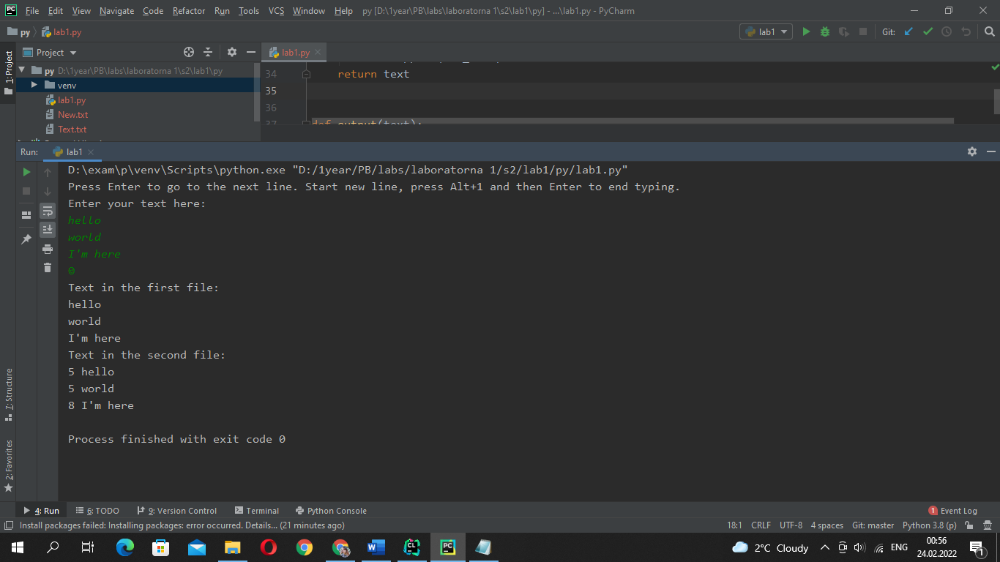 PC File Edit View Navigate Code Refactor Run Tools VCS Window Help py [D:\1year\PB\labs\laboratorna 1\s2\lab1\py] - ...\lab1.py - PyCharm
py lab1.py lab1 Git:
1: Project
Project
lab1.py
py D:\1year\PB\labs\laboratorna 1\s2\lab1\py
venv
lab1.py
New.txt
Text.txt
34 return text
35
36
37 def output(text):
Run: lab1
D:\exam\p\venv\Scripts\python.exe "D:/1year/PB/labs/laboratorna 1/s2/lab1/py/lab1.py"
Press Enter to go to the next line. Start new line, press Alt+1 and then Enter to end typing.
Enter your text here:
hello
world
I'm here
0
Text in the first file:
hello
world
I'm here
Text in the second file:
5 hello
5 world
8 I'm here
Process finished with exit code 0
7: Structure
2: Favorites
4: Run 6: TODO 9: Version Control Terminal Python Console 1 Event Log
Install packages failed: Installing packages: error occurred. Details... (21 minutes ago) 18:1 CRLF UTF-8 4 spaces Git: master Python 3.8 (p)
W CL PC 2°C Cloudy ENG 00:56
24.02.2022 1